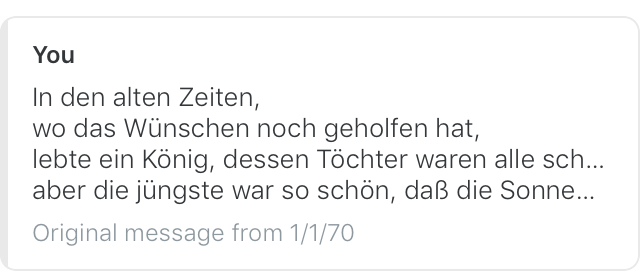 You
In den alten Zeiten,
wo das Wünschen noch geholfen hat,
lebte ein König, dessen Töchter waren alle sch...
aber die jüngste war so schön, daß die Sonne...
Original message from 1/1/70